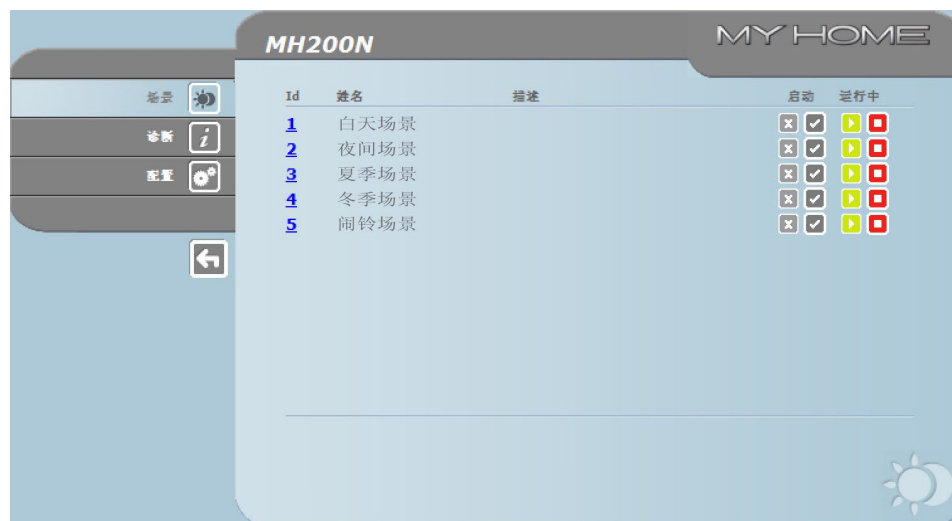 MH200N
MY HOME
场景
诊断
配置
Id 姓名 描述 启动 运行中
1 白天场景
2 夜间场景
3 夏季场景
4 冬季场景
5 闹铃场景